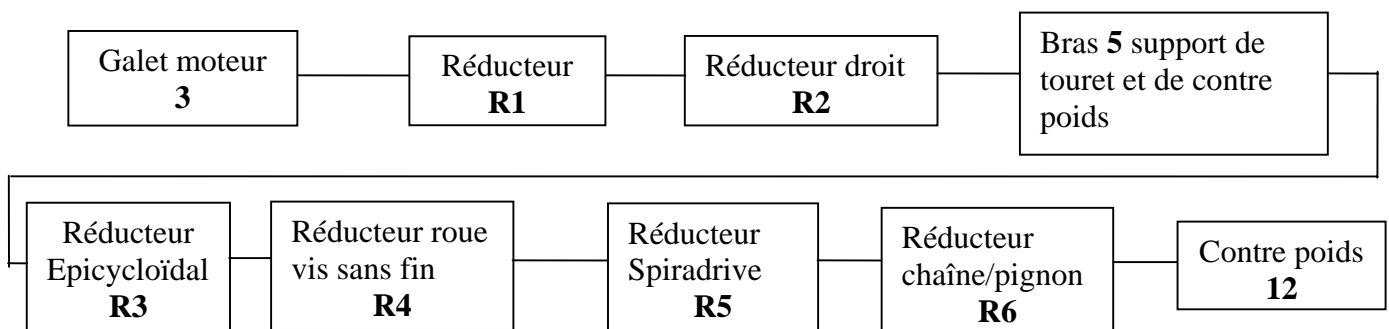 Galet moteur
3
Réducteur
R1
Réducteur droit
R2
Bras 5 support de
touret et de contre
poids
Réducteur
Epicycloïdal
R3
Réducteur roue
vis sans fin
R4
Réducteur
Spiradrive
R5
Réducteur
chaîne/pignon
R6
Contre poids
12